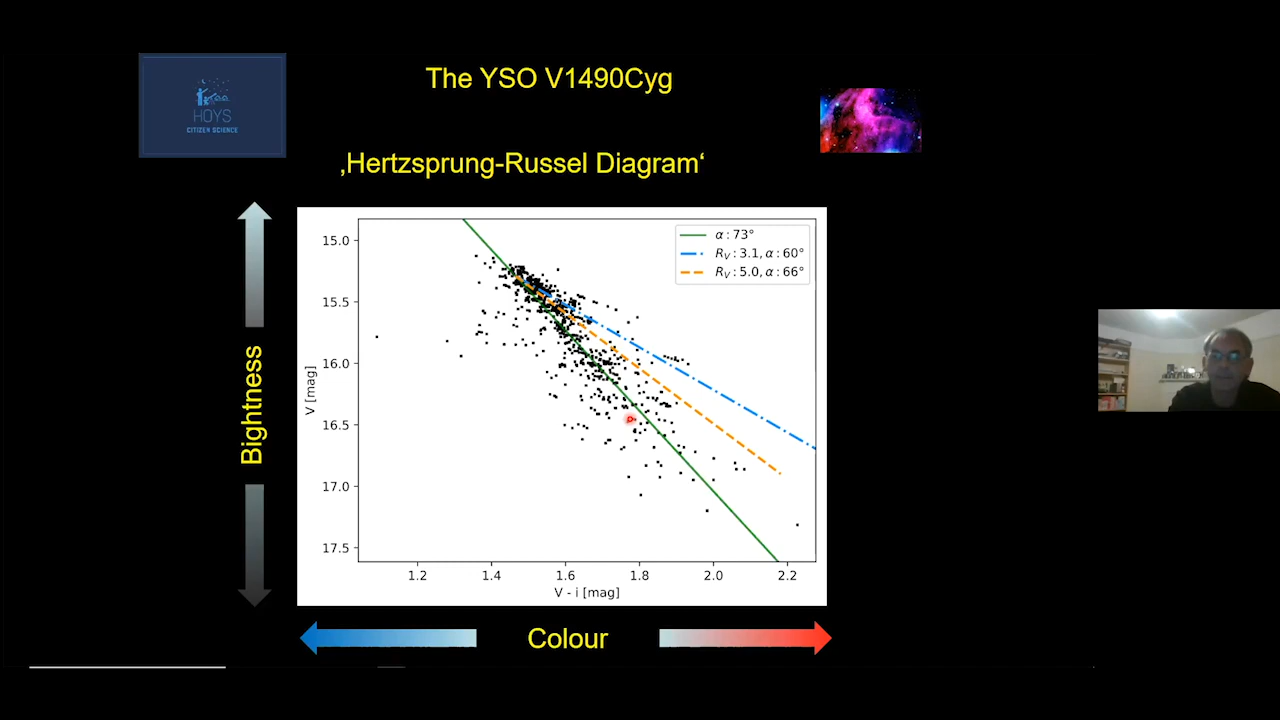 The YSO V1490Cyg
HOYS
CITIZEN SCIENCE
‚Hertzsprung-Russel Diagram‘
Bightness
V [mag]
15.0
15.5
16.0
16.5
17.0
17.5
α : 73°
R_V : 3.1, α : 60°
R_V : 5.0, α : 66°
1.2 1.4 1.6 1.8 2.0 2.2
V - i [mag]
Colour